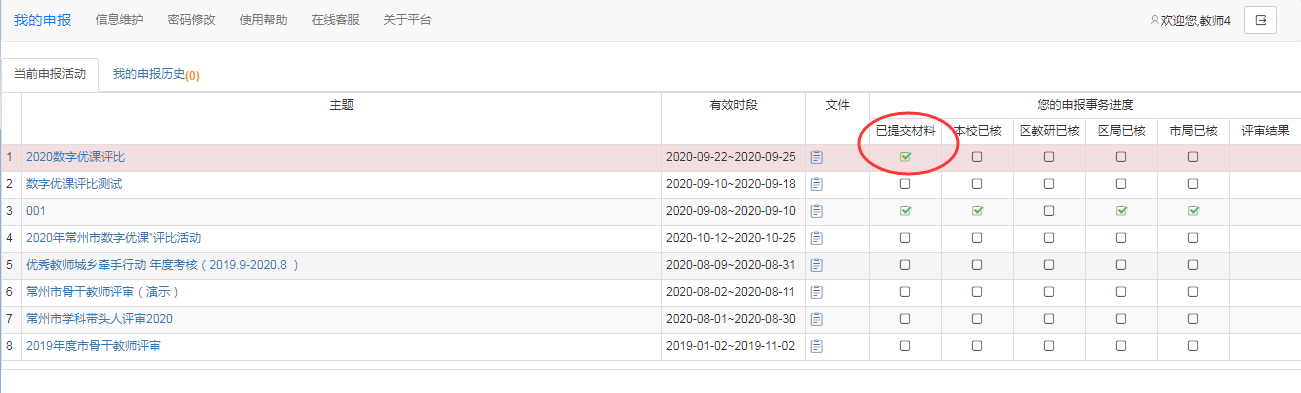 我的申报 信息维护 密码修改 使用帮助 在线客服 关于平台 欢迎您,教师4
当前申报活动 我的申报历史(0)
主题 有效时段 文件 您的申报事务进度
已提交材料 本校已核 区教研已核 区局已核 市局已核 评审结果
1 2020数字优课评比 2020-09-22~2020-09-25
2 数字优课评比测试 2020-09-10~2020-09-18
3 001 2020-09-08~2020-09-10
4 2020年常州市数字优课”评比活动 2020-10-12~2020-10-25
5 优秀教师城乡牵手行动 年度考核（2019.9-2020.8 ） 2020-08-09~2020-08-31
6 常州市骨干教师评审（演示） 2020-08-02~2020-08-11
7 常州市学科带头人评审2020 2020-08-01~2020-08-30
8 2019年度市骨干教师评审 2019-01-02~2019-11-02